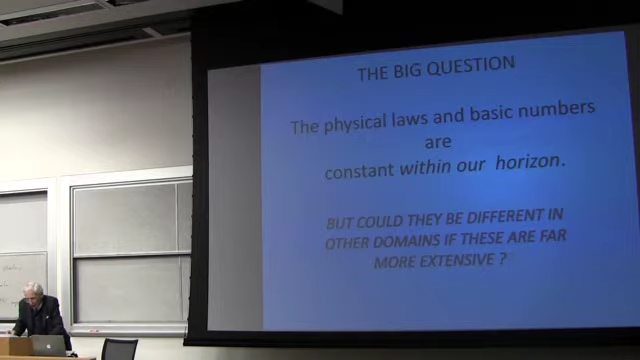 THE BIG QUESTION
The physical laws and basic numbers
are
constant within our horizon.
BUT COULD THEY BE DIFFERENT IN
OTHER DOMAINS IF THESE ARE FAR
MORE EXTENSIVE ?